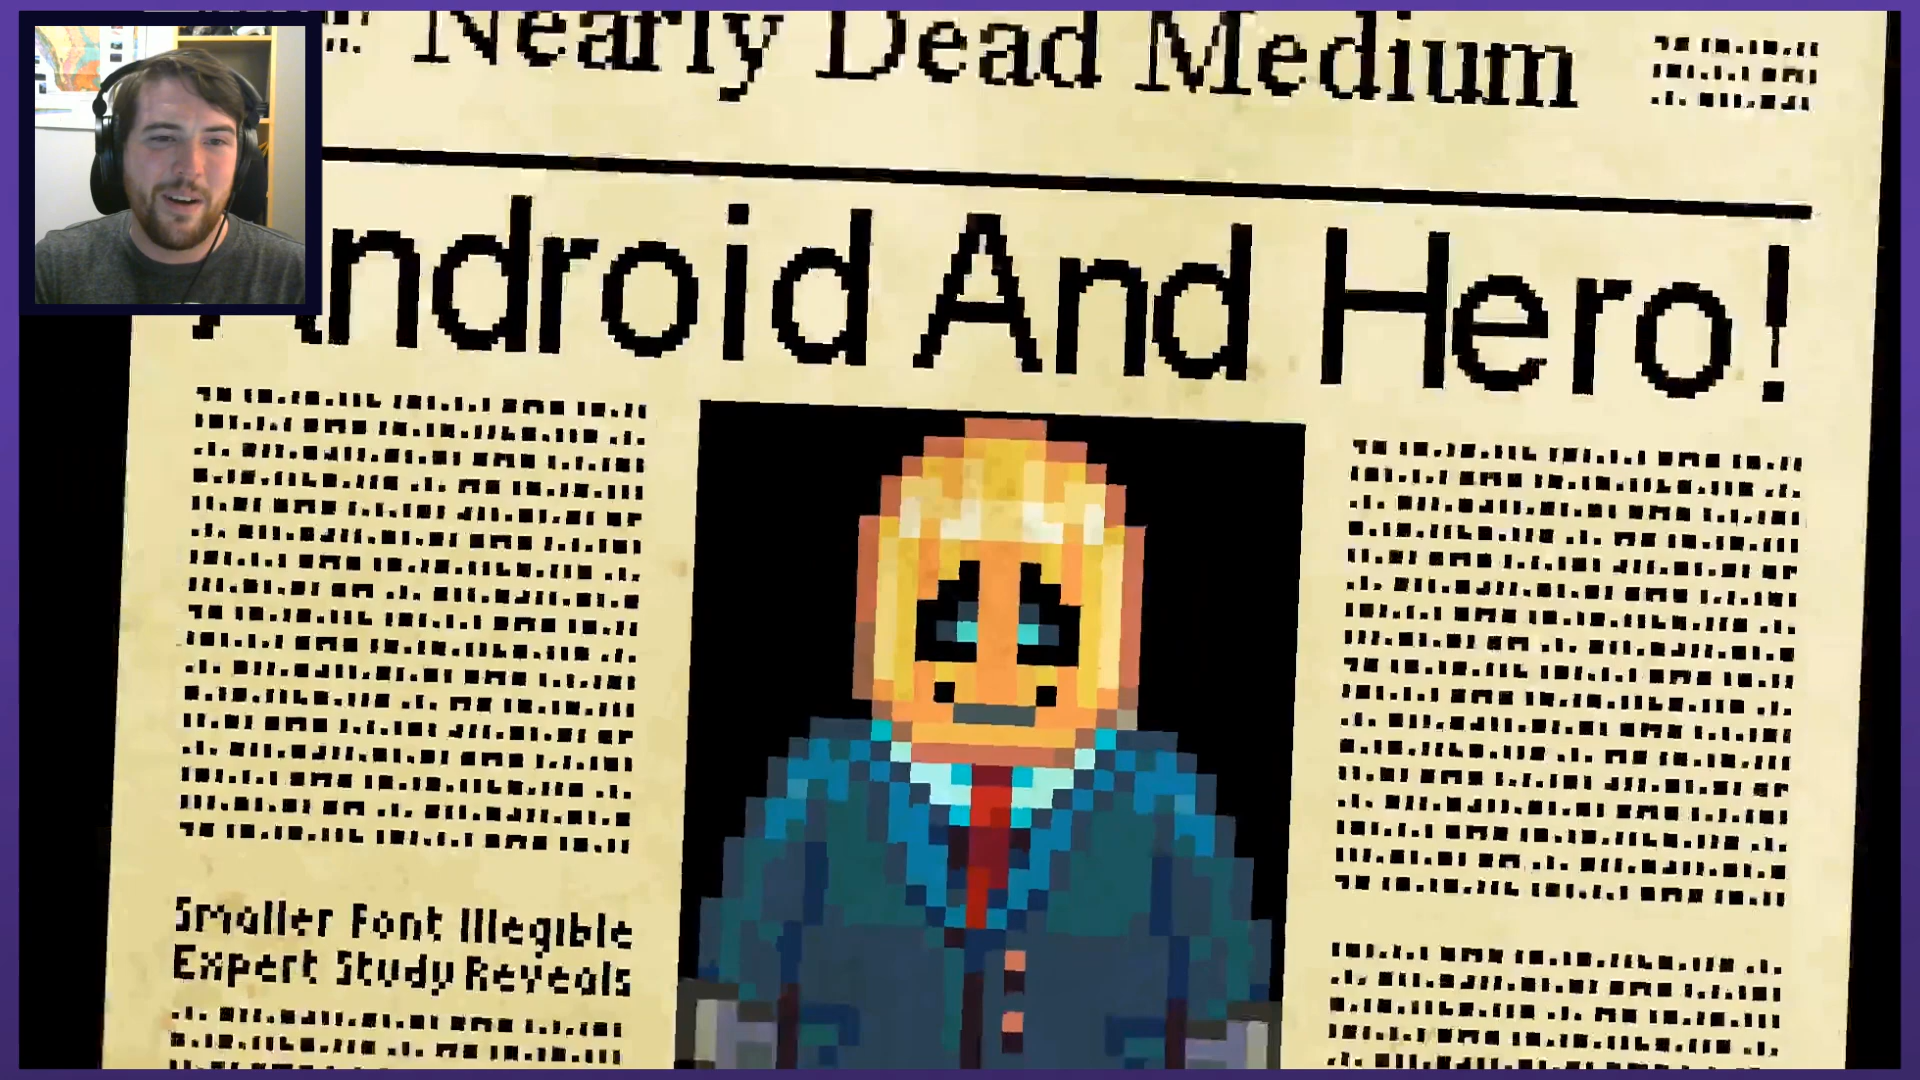 Nearly Dead Medium
Android And Hero!
Smaller Font Illegible
Expert Study Reveals